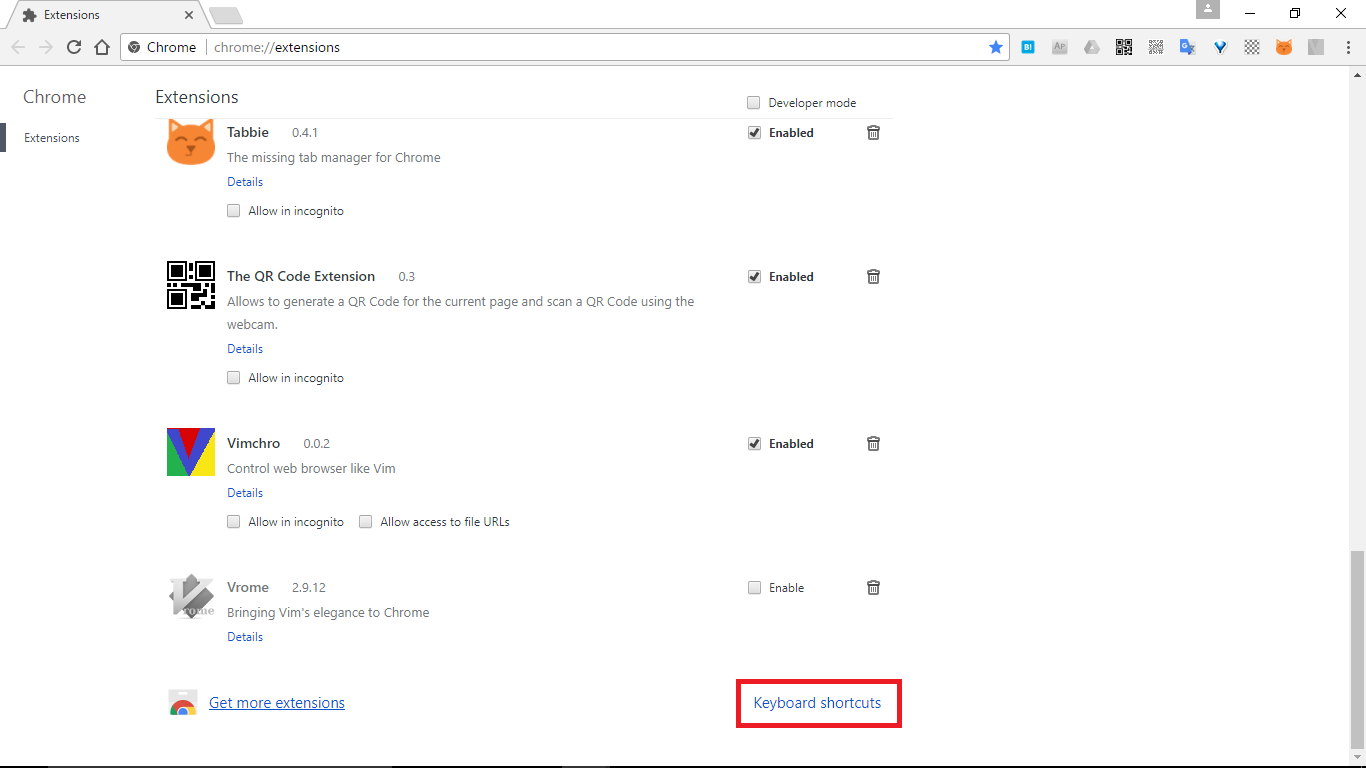 Extensions
Chrome chrome://extensions
Chrome
Extensions
Developer mode
Extensions
Tabbie 0.4.1 Enabled
The missing tab manager for Chrome
Details
Allow in incognito
The QR Code Extension 0.3 Enabled
Allows to generate a QR Code for the current page and scan a QR Code using the
webcam.
Details
Allow in incognito
Vimchro 0.0.2 Enabled
Control web browser like Vim
Details
Allow in incognito Allow access to file URLs
Vrome 2.9.12 Enable
Bringing Vim's elegance to Chrome
Details
Get more extensions Keyboard shortcuts